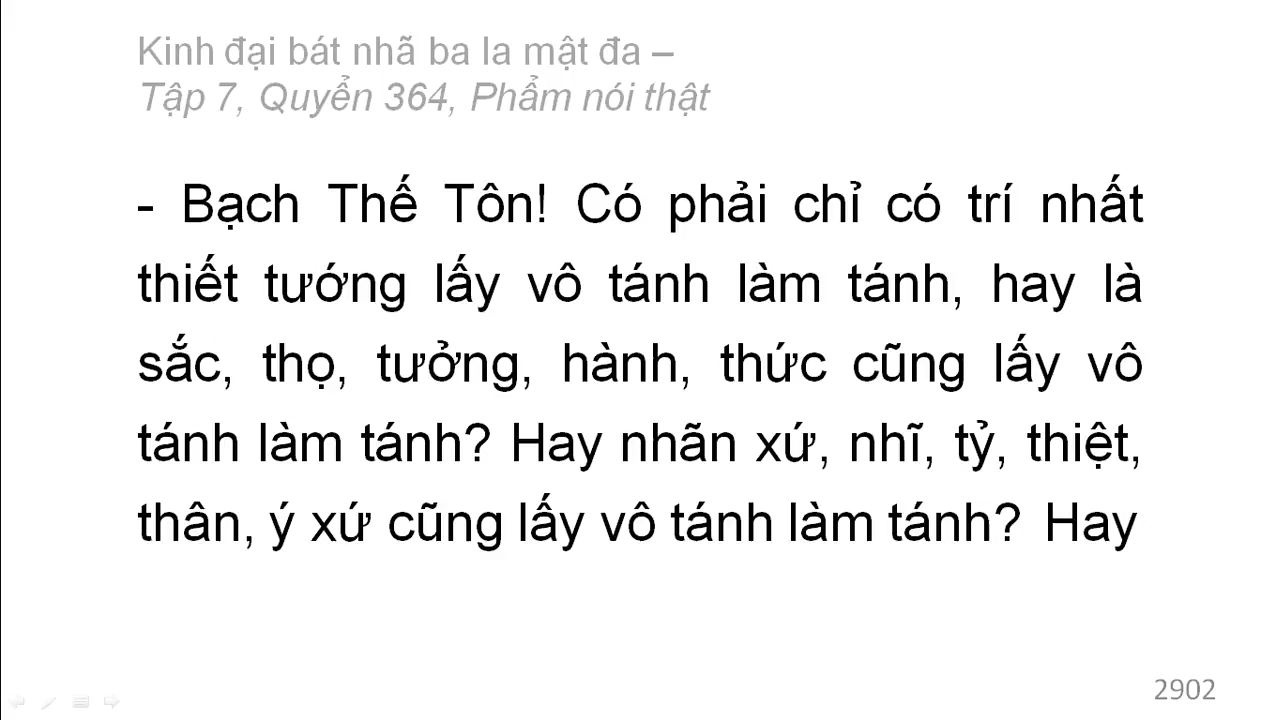 Kinh đại bát nhã ba la mật đa –
Tập 7, Quyển 364, Phẩm nói thật
- Bạch Thế Tôn! Có phải chỉ có trí nhất
thiết tướng lấy vô tánh làm tánh, hay là
sắc, thọ, tưởng, hành, thức cũng lấy vô
tánh làm tánh? Hay nhãn xứ, nhĩ, tỷ, thiệt,
thân, ý xứ cũng lấy vô tánh làm tánh? Hay
2902